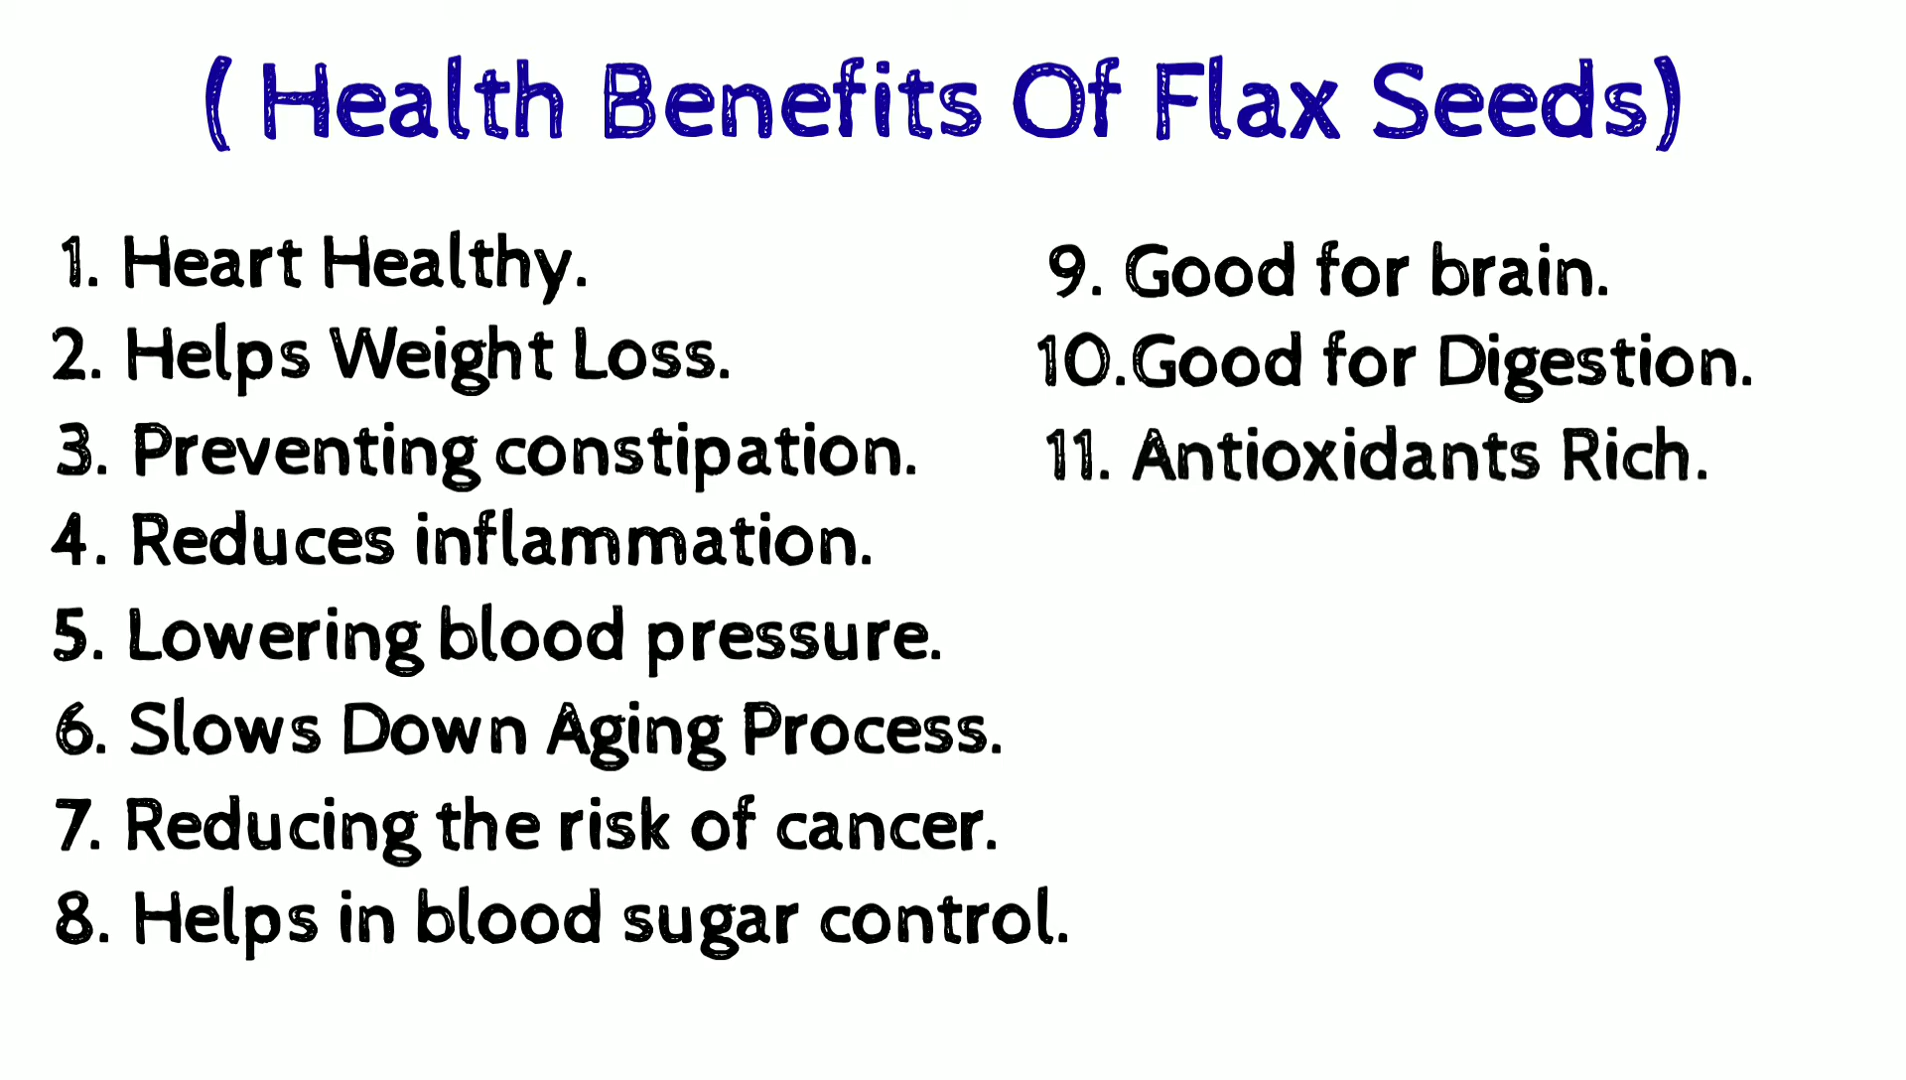 ( Health Benefits Of Flax Seeds)
1. Heart Healthy.
2. Helps Weight Loss.
3. Preventing constipation.
4. Reduces inflammation.
5. Lowering blood pressure.
6. Slows Down Aging Process.
7. Reducing the risk of cancer.
8. Helps in blood sugar control.
9. Good for brain.
10.Good for Digestion.
11. Antioxidants Rich.